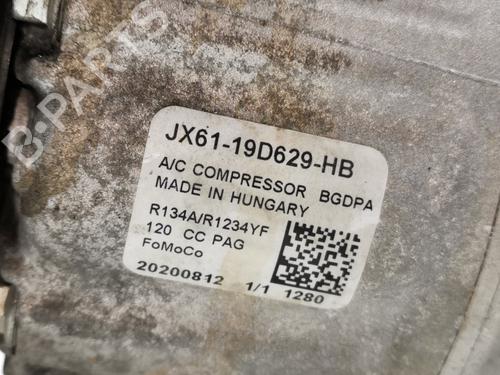 B-PARTS
JX61-19D629-HB
A/C COMPRESSOR BGDPA
MADE IN HUNGARY
R134A/R1234YF
120 CC PAG
FoMoCo
20200812 1/1 1280